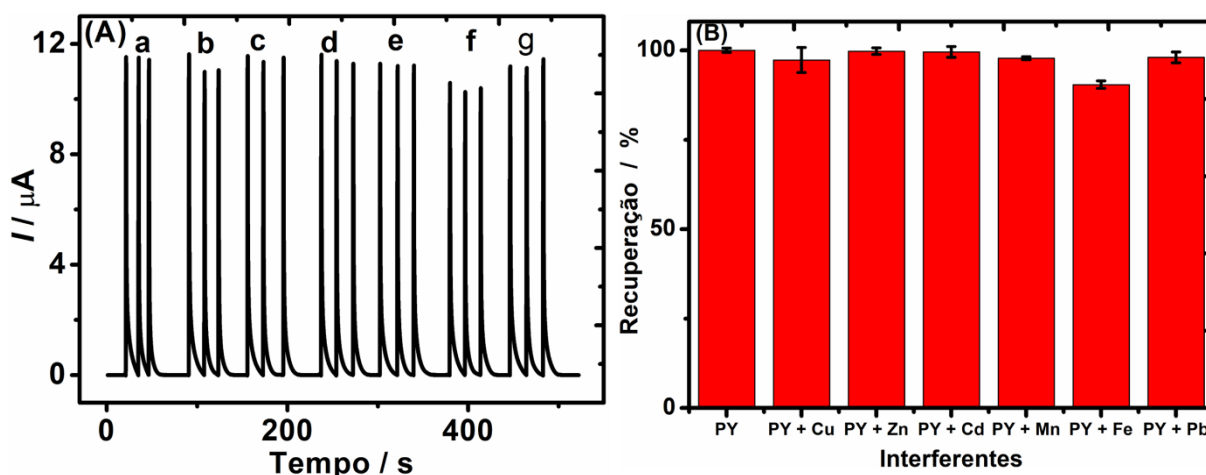 (A)
a b c d e f g
12
8
4
0
I / μA
0 200 400
Tempo / s
(B)
100
50
0
Recuperação / %
PY PY + Cu PY + Zn PY + Cd PY + Mn PY + Fe PY + Pb
Interferentes